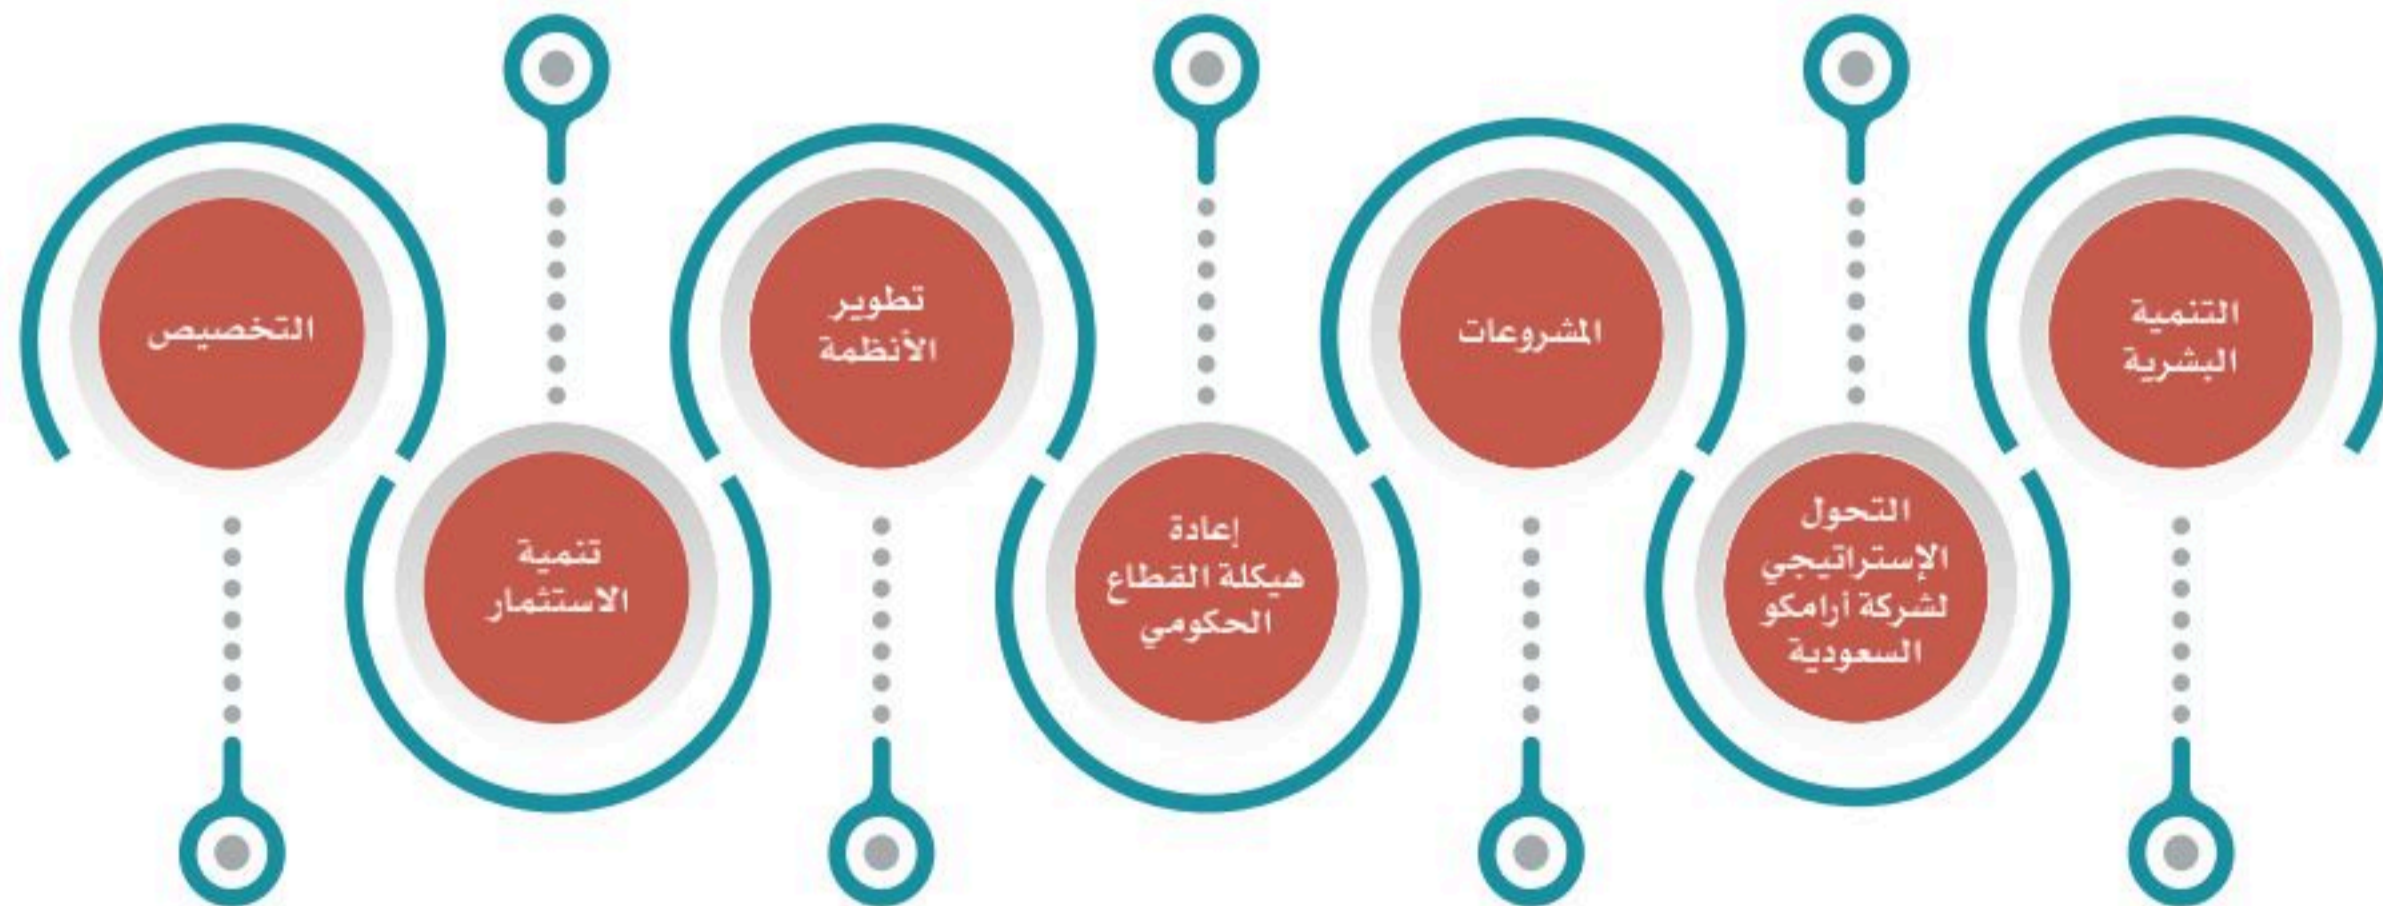 التنمية
البشرية
التحول
الإستراتيجي
لشركة أرامكو
السعودية
المشروعات
إعادة
هيكلة القطاع
الحكومي
تطوير
الأنظمة
تنمية
الاستثمار
التخصيص